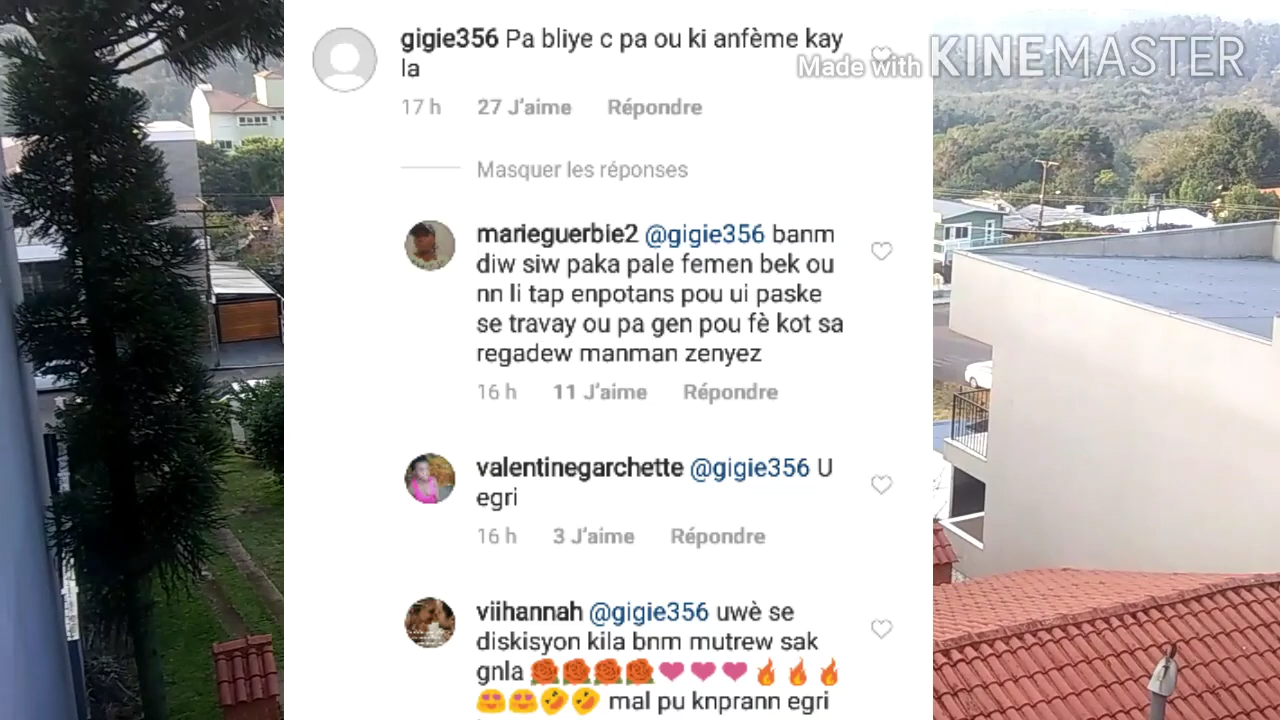 gigie356 Pa bliye c pa ou ki anfème kay
la
Made with KINEMASTER
17 h 27 J'aime Répondre
Masquer les réponses
marieguerbie2 @gigie356 banm
diw siw paka pale femen bek ou
nn li tap enpotans pou ui paske
se travay ou pa gen pou fè kot sa
regadew manman zenyez
16 h 11 J'aime Répondre
valentinegarchette @gigie356 U
egri
16 h 3 J'aime Répondre
viihannah @gigie356 uwè se
diskisyon kila bnm mutrew sak
gnla 🌹🌹🌹🌹❤❤❤🔥🔥🔥
😍😍🤣🤣 mal pu knprann egri